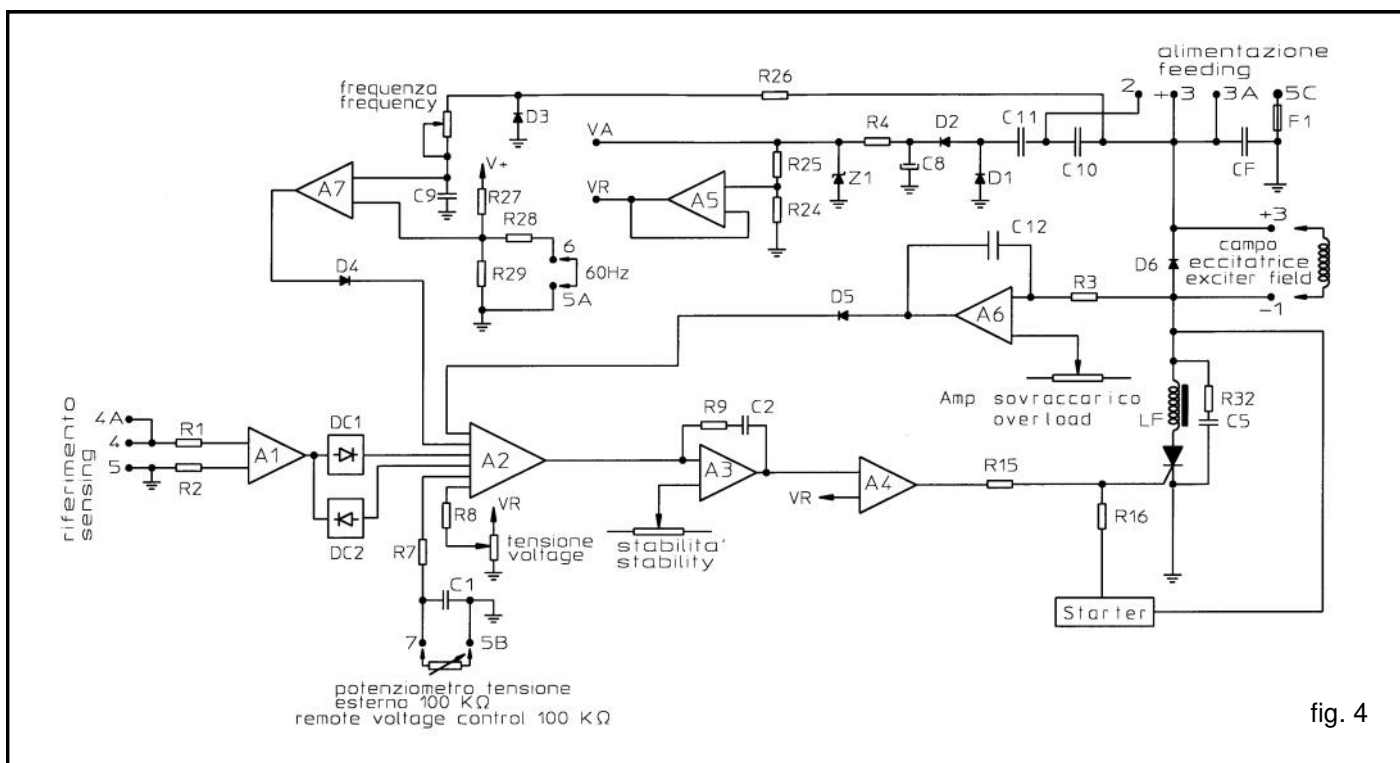 alimentazione
feeding
R26
2
+3
3A
5C
frequenza
frequency
D3
VA
R4
D2
C11
F1
R25
C8
C10
CF
V+
Z1
D1
A7
C9
R27
VR
A5
R24
R28
C12
+3
6
campo
eccitatrice
exciter field
D4
R29
60Hz
D6
D5
R3
5A
A6
-1
Amp sovraccarico
overload
LF
R32
C5
riferimento
sensing
4A
4
5
R1
R2
A1
DC1
DC2
A2
R9
C2
A3
A4
R15
VR
R8
VR
R7
tensione
voltage
stabilita'
stability
R16
C1
Starter
7
5B
potenziometro tensione
esterno 100 KΩ
remote voltage control 100 KΩ
fig. 4